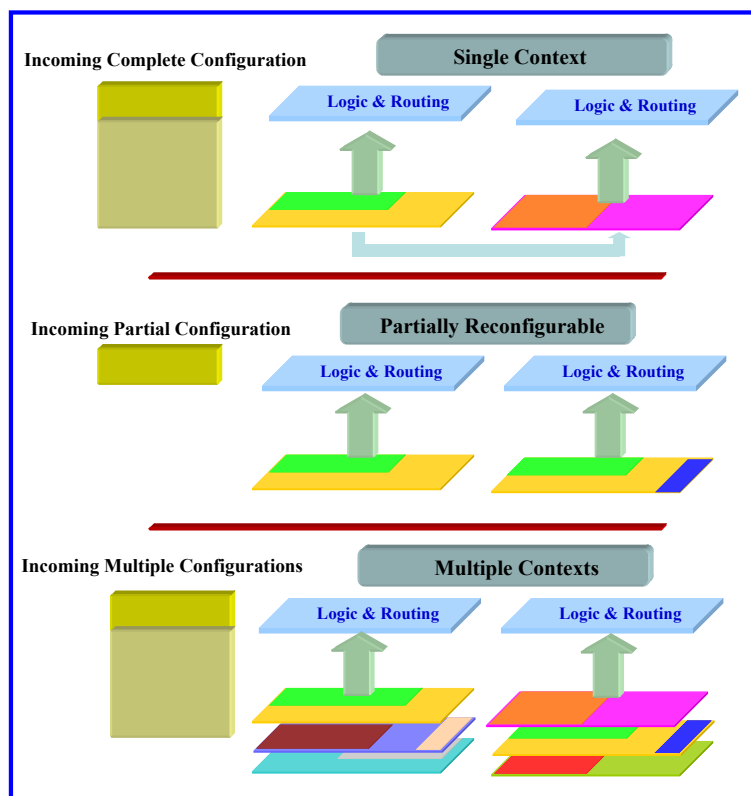 Incoming Complete Configuration
Single Context
Logic & Routing
Logic & Routing
Incoming Partial Configuration
Partially Reconfigurable
Logic & Routing
Logic & Routing
Incoming Multiple Configurations
Multiple Contexts
Logic & Routing
Logic & Routing